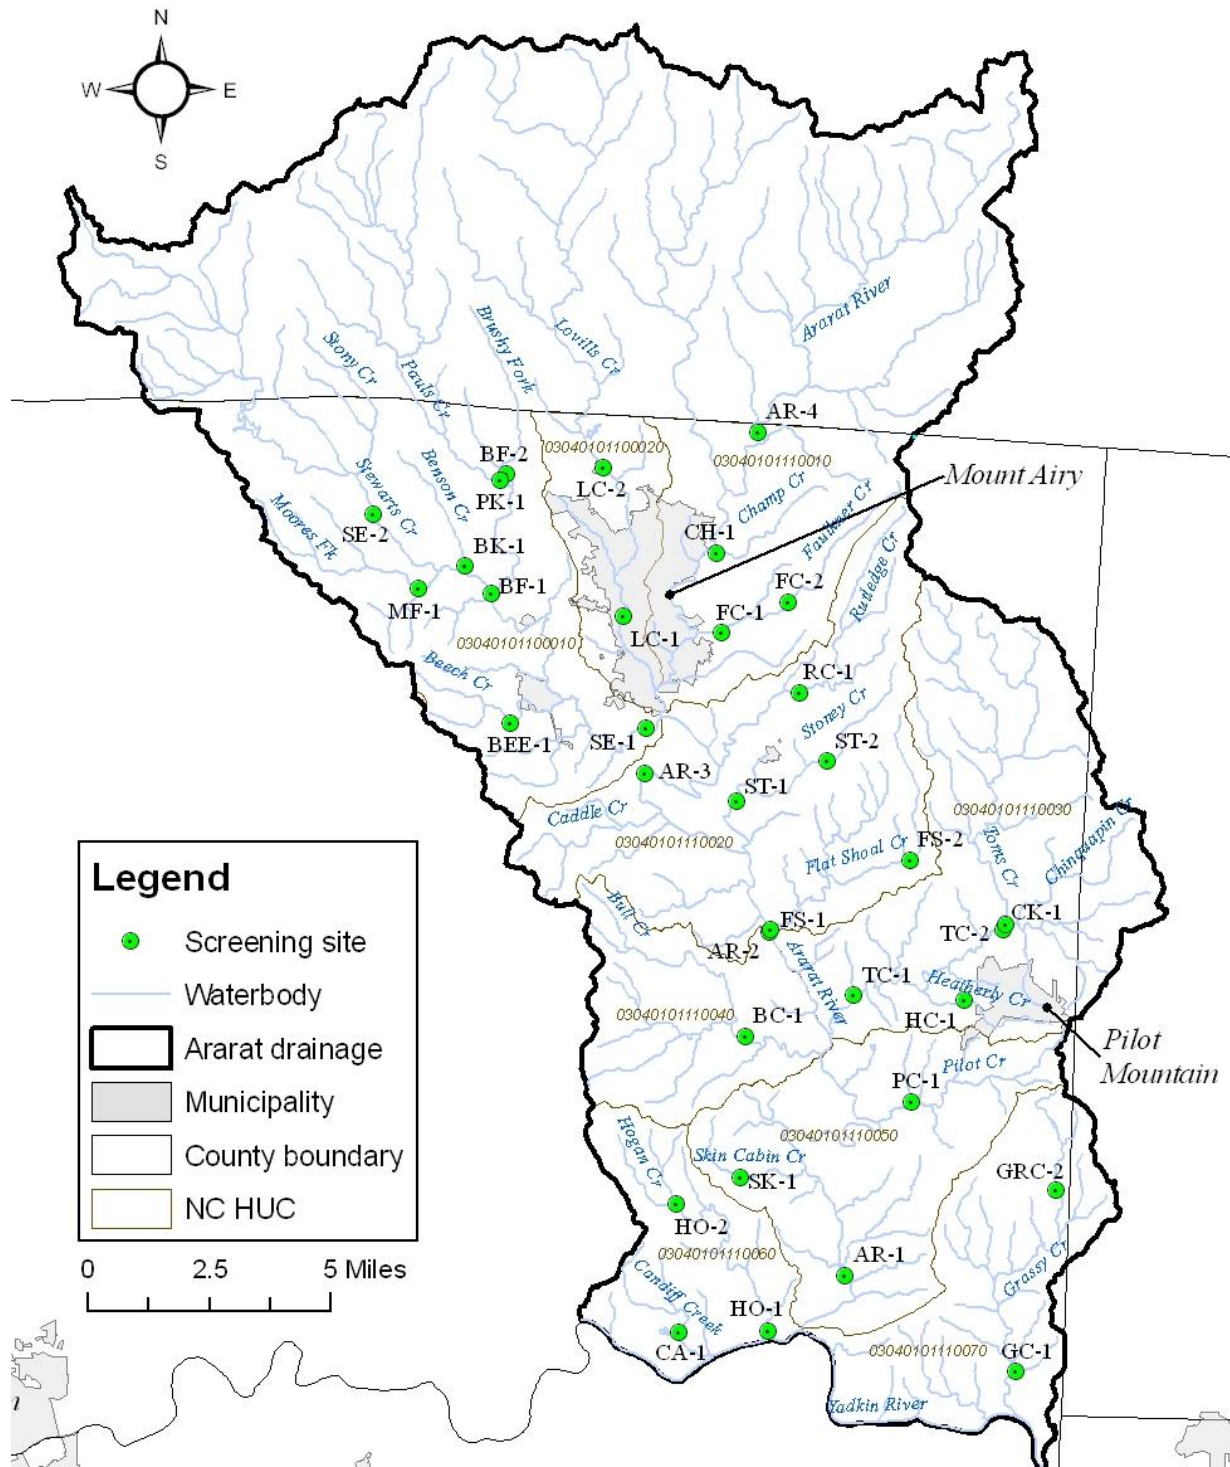 N
W
E
S
Ararat River
Lovills Cr
Brushy Fork
Stony Cr
Pauls Cr
AR-4
03040101100020
03040101110010
BF-2
LC-2
Mount Airy
PK-1
Benson Cr
Stewarts Cr
Champ Cr
Faulkner Cr
Moores Fk
SE-2
CH-1
Rutledge Cr
BK-1
BF-1
FC-2
MF-1
FC-1
LC-1
03040101100010
Beech Cr
RC-1
Stoney Cr
BEE-1
SE-1
ST-2
AR-3
ST-1
Caddle Cr
03040101110030
03040101110020
Toms Cr
Chinquapin Cr
Flat Shoal Cr
FS-2
Bull Cr
FS-1
CK-1
AR-2
TC-2
Ararat River
TC-1
Heatherly Cr
HC-1
03040101110040
BC-1
Pilot
Mountain
Pilot Cr
PC-1
Hogan Cr
03040101110050
Skin Cabin Cr
SK-1
GRC-2
HO-2
03040101110060
AR-1
Grassy Cr
Candiff Creek
HO-1
CA-1
03040101110070
GC-1
Yadkin River
Legend
Screening site
Waterbody
Ararat drainage
Municipality
County boundary
NC HUC
0
2.5
5 Miles